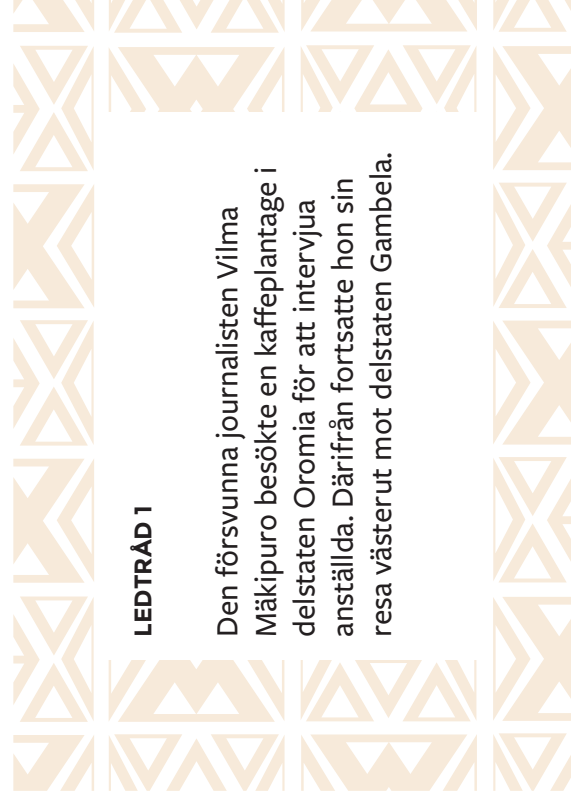 LEDTRÅD 1
Den försvunna journalisten Vilma
Mäkipuro besökte en kaffeplantage i
delstaten Oromia för att intervjua
anställda. Därifrån fortsatte hon sin
resa västerut mot delstaten Gambela.